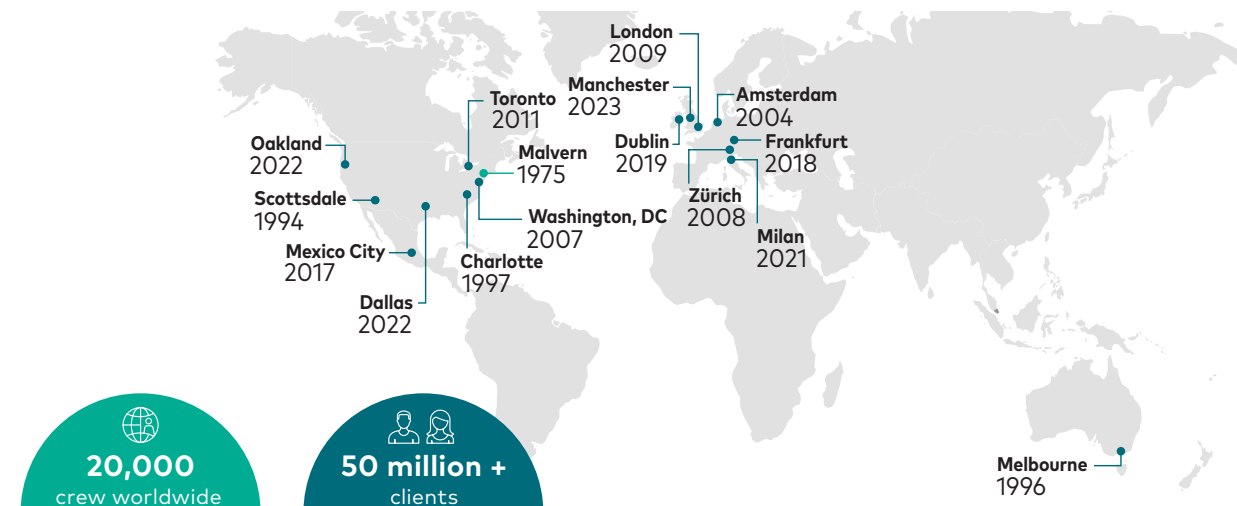 London
2009
Manchester
2023
Amsterdam
2004
Toronto
2011
Oakland
2022
Dublin
2019
Frankfurt
2018
Malvern
1975
Scottsdale
1994
Zürich
2008
Washington, DC
2007
Milan
2021
Mexico City
2017
Charlotte
1997
Dallas
2022
20,000
crew worldwide
50 million +
clients
Melbourne
1996